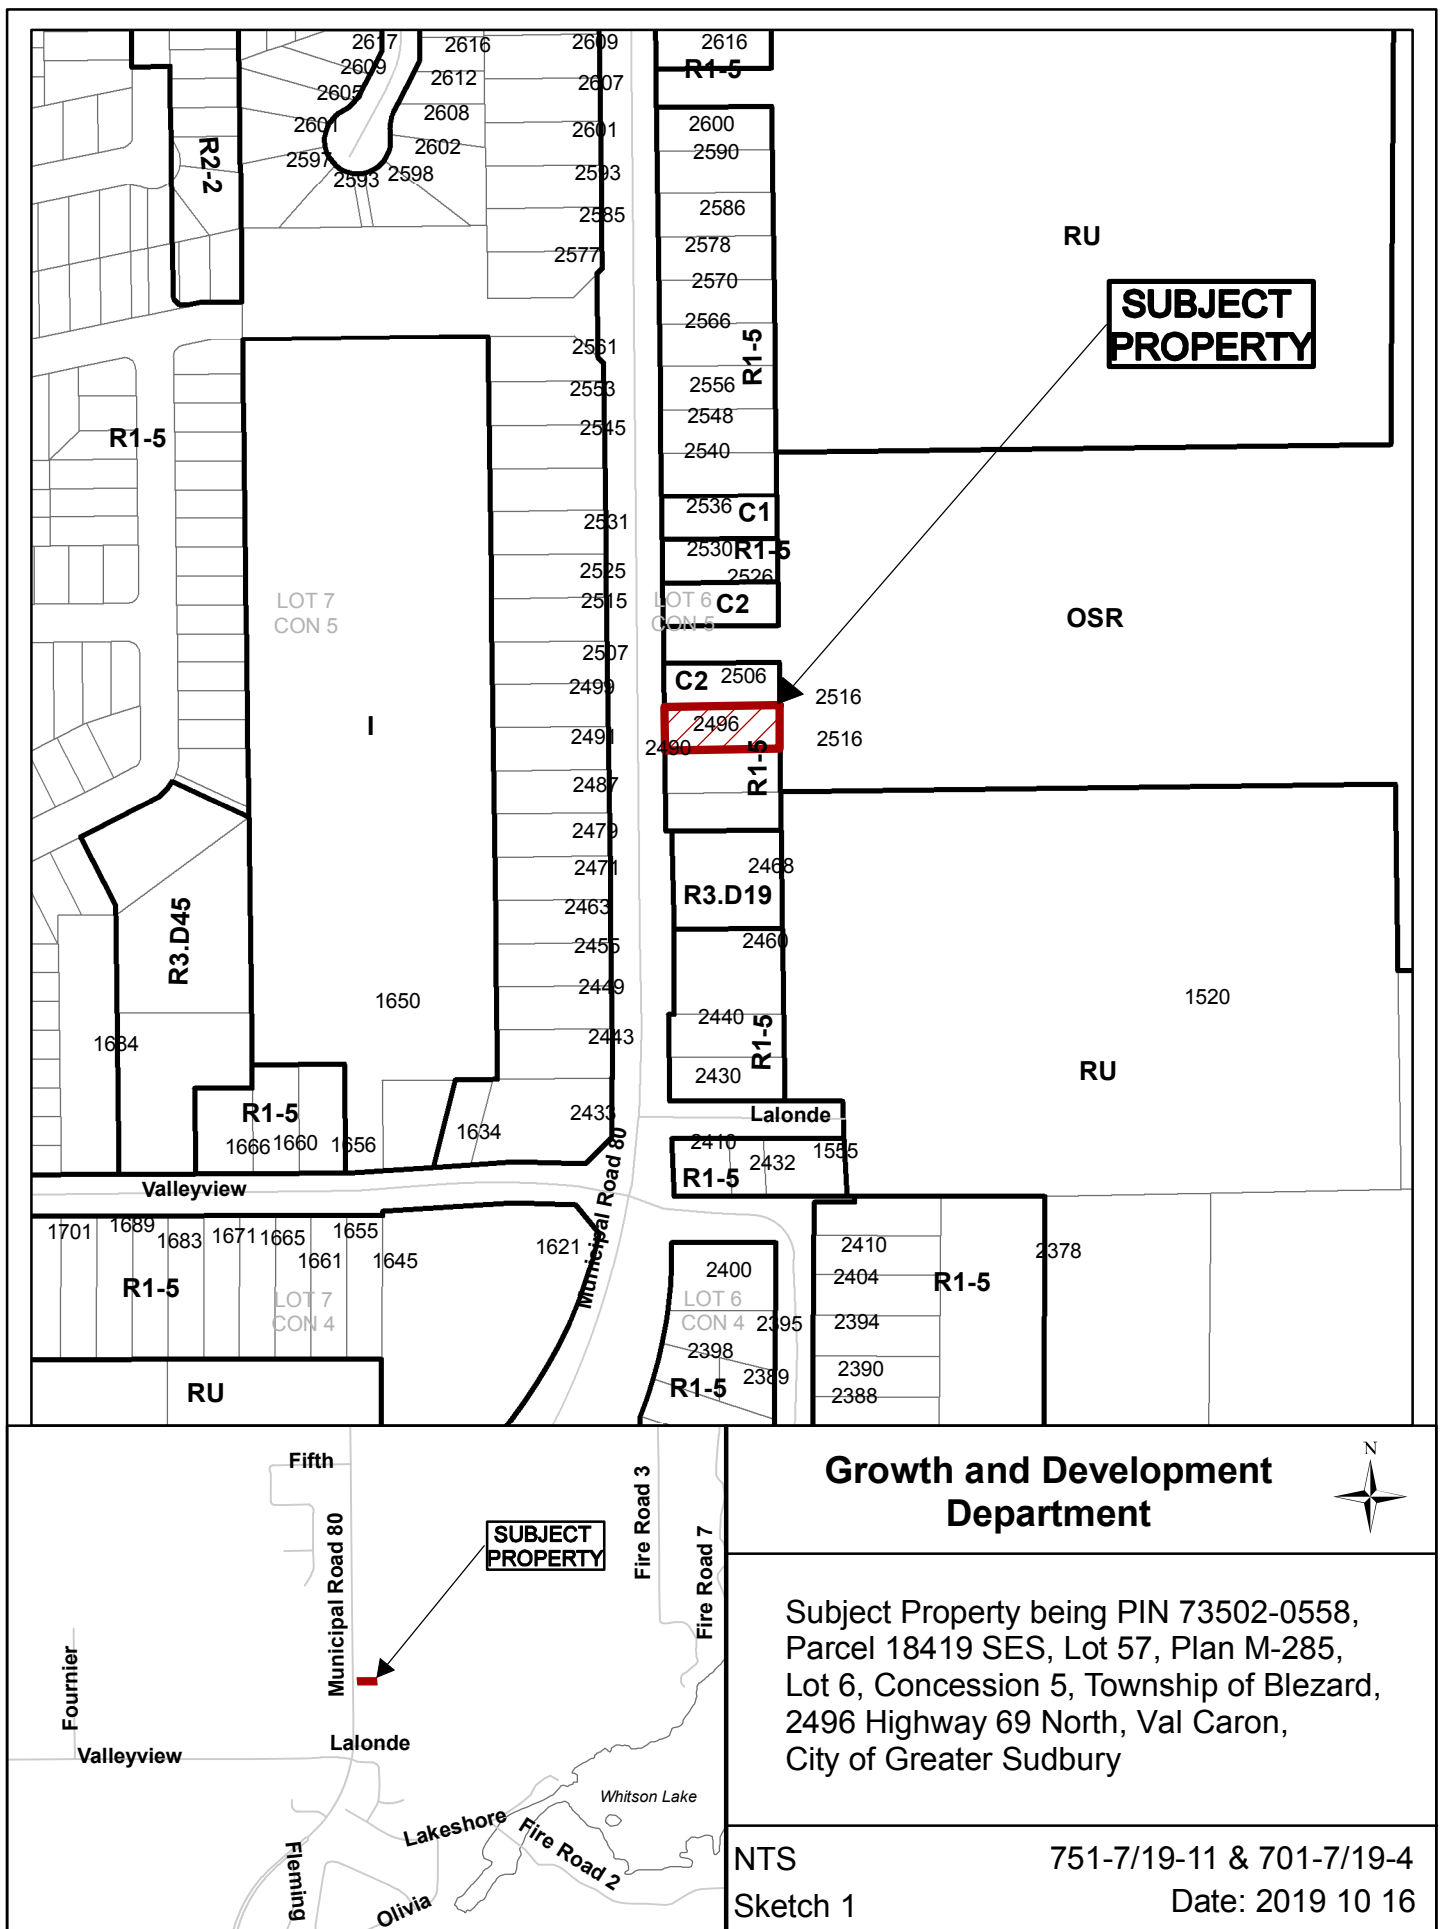 2617
2616
2609
2616
2609
R1-5
2612
2607
2605
2608
2600
2601
2601
R2-2
2602
2590
2597
2593
2598
2593
2586
2585
RU
2578
2577
2570
SUBJECT
PROPERTY
2566
2561
R1-5
2553
2556
2548
R1-5
2545
2540
2536
C1
2531
2530
R1-5
2525
2526
LOT 7
CON 5
2515
LOT 6
CON 5
C2
OSR
2507
C2
2506
2499
2516
I
2496
2491
2490
2516
R1-5
2487
2479
2471
2468
R3.D19
2463
R3.D45
2455
2460
2449
1650
1520
2440
2443
R1-5
1684
RU
2430
R1-5
2433
Lalonde
1666
1660
1656
1634
2410
2432
1555
R1-5
Valleyview
Municipal Road 80
1701
1689
1683
1671
1665
1661
1655
1645
1621
2410
2378
2400
2404
R1-5
R1-5
LOT 7
CON 4
LOT 6
CON 4
2395
2394
2398
2389
2390
2388
RU
R1-5
Fifth
Municipal Road 80
SUBJECT
PROPERTY
Fire Road 3
Fire Road 7
Fournier
Lalonde
Valleyview
Whitson Lake
Lakeshore
Fire Road 2
Fleming
Olivia
Growth and Development
Department
N
Subject Property being PIN 73502-0558,
Parcel 18419 SES, Lot 57, Plan M-285,
Lot 6, Concession 5, Township of Blezard,
2496 Highway 69 North, Val Caron,
City of Greater Sudbury
NTS
751-7/19-11 & 701-7/19-4
Sketch 1
Date: 2019 10 16